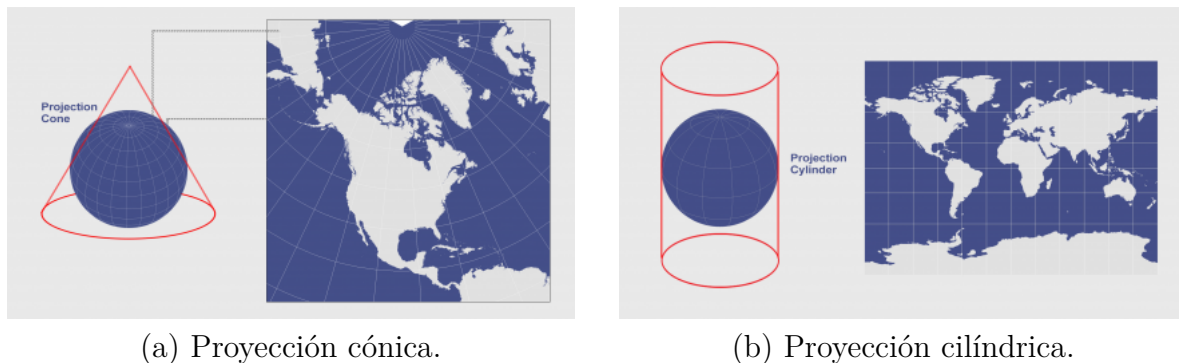 Projection
Cone
Projection
Cylinder
(a) Proyección cónica.
(b) Proyección cilíndrica.